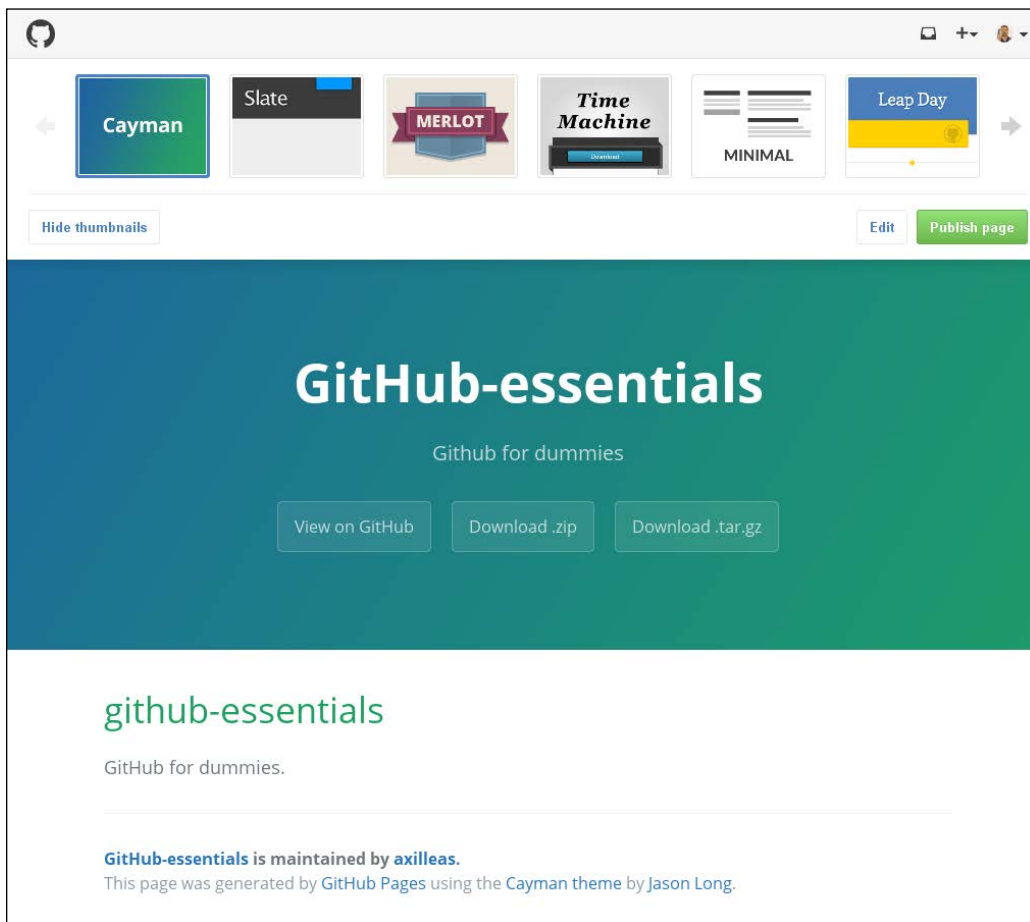 Cayman
Slate
MERLOT
Time
Machine
Download
MINIMAL
Leap Day
Hide thumbnails
Edit
Publish page
GitHub-essentials
Github for dummies
View on GitHub
Download .zip
Download .tar.gz
github-essentials
GitHub for dummies.
GitHub-essentials is maintained by axilleas.
This page was generated by GitHub Pages using the Cayman theme by Jason Long.